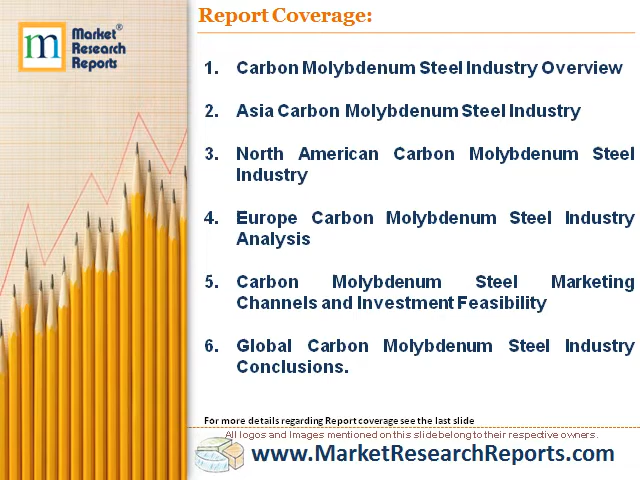 Report Coverage:
m
Market®
Research
Reports
1. Carbon Molybdenum Steel Industry Overview
2. Asia Carbon Molybdenum Steel Industry
3. North American Carbon Molybdenum Steel
Industry
4. Europe Carbon Molybdenum Steel Industry
Analysis
5. Carbon Molybdenum Steel Marketing
Channels and Investment Feasibility
6. Global Carbon Molybdenum Steel Industry
Conclusions.
For more details regarding Report coverage see the last slide
All logos and Images mentioned on this slide belong to their respective owners.
www.MarketResearchReports.com